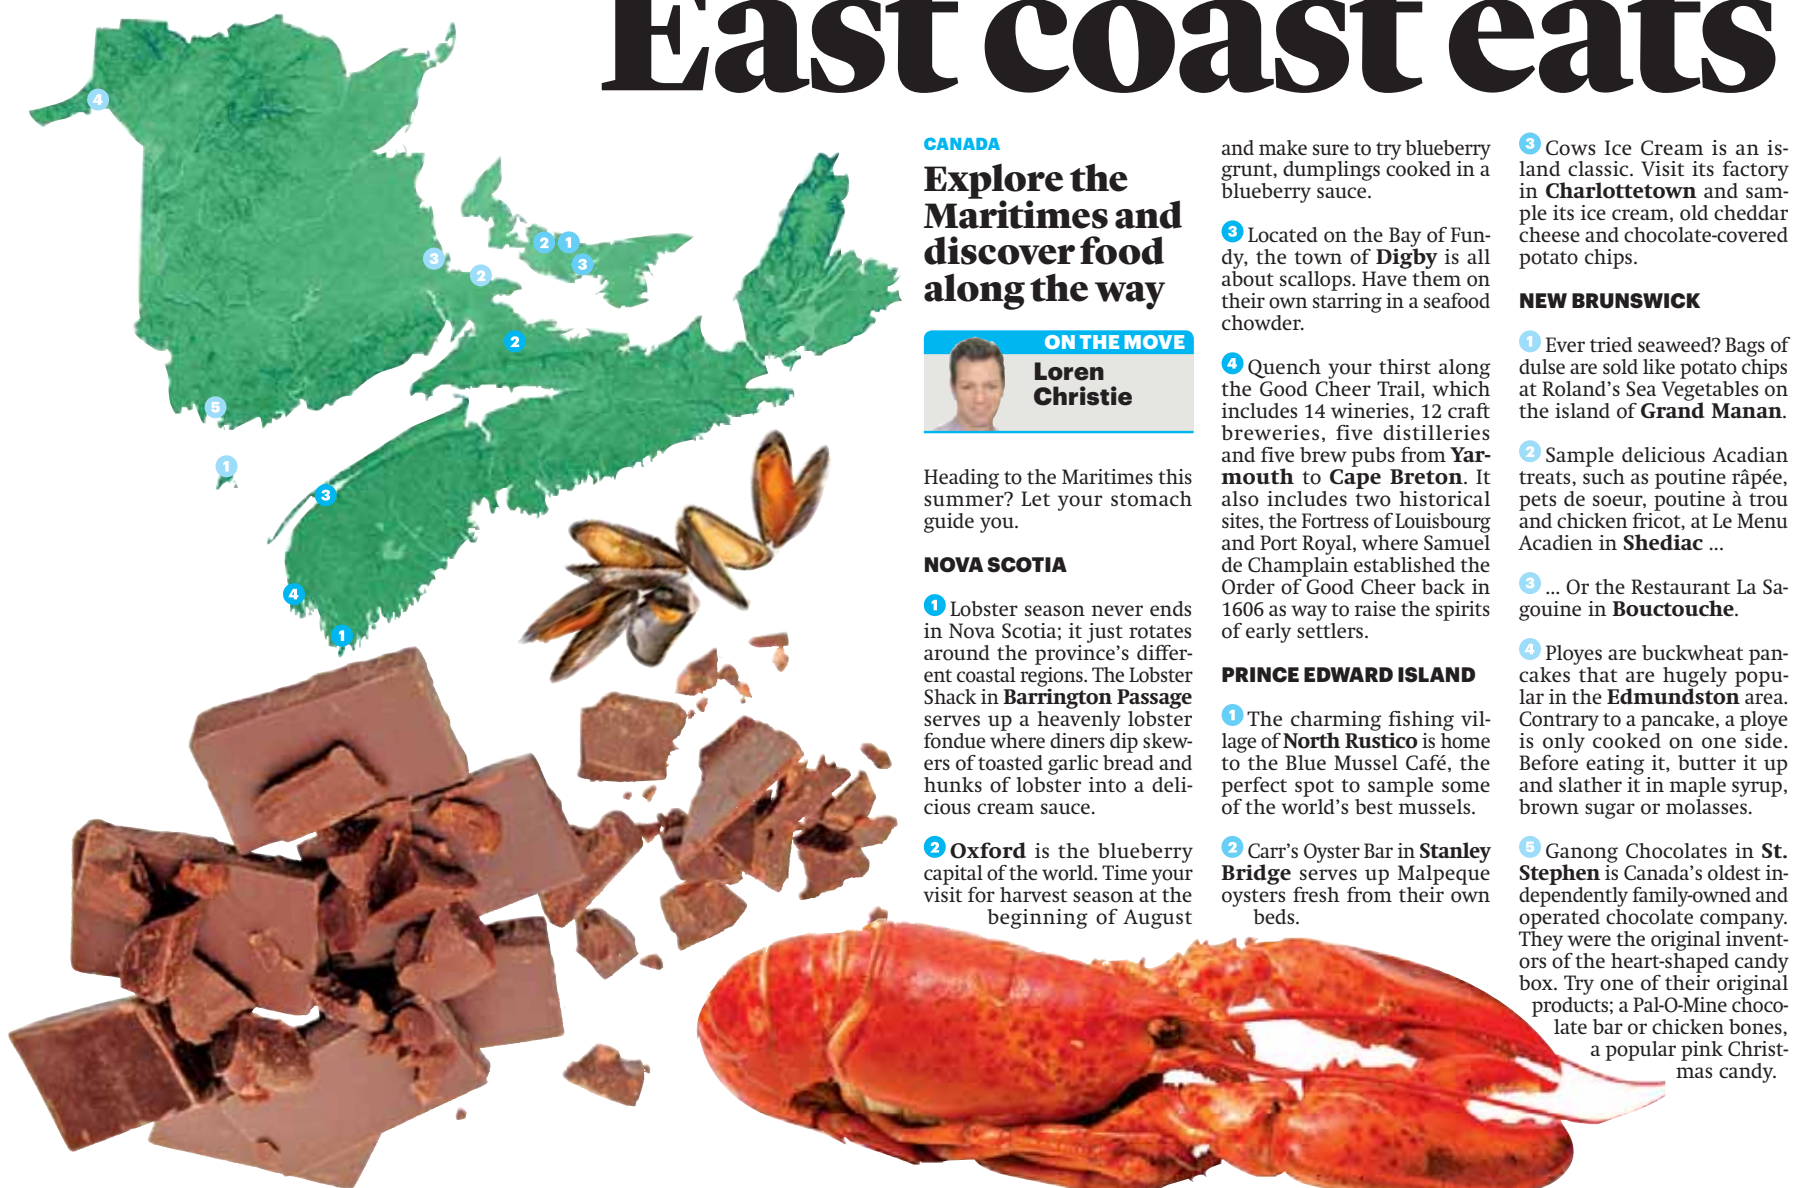 East coast eats
CANADA
Explore the
Maritimes and
discover food
along the way
ON THE MOVE
Loren
Christie
Heading to the Maritimes this
summer? Let your stomach
guide you.
NOVA SCOTIA
1 Lobster season never ends
in Nova Scotia; it just rotates
around the province's differ-
ent coastal regions. The Lobster
Shack in Barrington Passage
serves up a heavenly lobster
fondue where diners dip skew-
ers of toasted garlic bread and
hunks of lobster into a deli-
cious cream sauce.
2 Oxford is the blueberry
capital of the world. Time your
visit for harvest season at the
beginning of August
and make sure to try blueberry
grunt, dumplings cooked in a
blueberry sauce.
3 Located on the Bay of Fun-
dy, the town of Digby is all
about scallops. Have them on
their own starring in a seafood
chowder.
4 Quench your thirst along
the Good Cheer Trail, which
includes 14 wineries, 12 craft
breweries, five distilleries
and five brew pubs from Yar-
mouth to Cape Breton. It
also includes two historical
sites, the Fortress of Louisbourg
and Port Royal, where Samuel
de Champlain established the
Order of Good Cheer back in
1606 as way to raise the spirits
of early settlers.
PRINCE EDWARD ISLAND
1 The charming fishing vil-
lage of North Rustico is home
to the Blue Mussel Café, the
perfect spot to sample some
of the world's best mussels.
2 Carr's Oyster Bar in Stanley
Bridge serves up Malpeque
oysters fresh from their own
beds.
3 Cows Ice Cream is an is-
land classic. Visit its factory
in Charlottetown and sam-
ple its ice cream, old cheddar
cheese and chocolate-covered
potato chips.
NEW BRUNSWICK
1 Ever tried seaweed? Bags of
dulse are sold like potato chips
at Roland's Sea Vegetables on
the island of Grand Manan.
2 Sample delicious Acadian
treats, such as poutine râpée,
pets de soeur, poutine à trou
and chicken fricot, at Le Menu
Acadien in Shediac ...
3 ... Or the Restaurant La Sa-
gouine in Bouctouche.
4 Ployes are buckwheat pan-
cakes that are hugely popu-
lar in the Edmundston area.
Contrary to a pancake, a ploye
is only cooked on one side.
Before eating it, butter it up
and slather it in maple syrup,
brown sugar or molasses.
5 Ganong Chocolates in St.
Stephen is Canada's oldest in-
dependently family-owned and
operated chocolate company.
They were the original invent-
ors of the heart-shaped candy
box. Try one of their original
products; a Pal-O-Mine choco-
late bar or chicken bones,
a popular pink Christ-
mas candy.
4
2 1
3
3
2
2
5
1
3
4
1